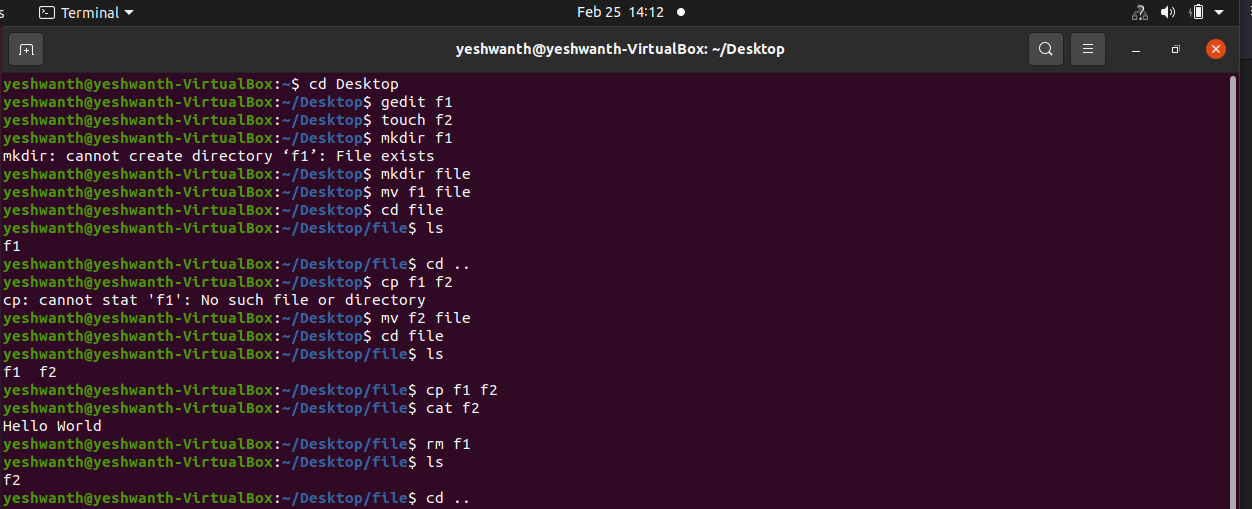 s Terminal Feb 25 14:12
yeshwanth@yeshwanth-VirtualBox: ~/Desktop
yeshwanth@yeshwanth-VirtualBox:~$ cd Desktop
yeshwanth@yeshwanth-VirtualBox:~/Desktop$ gedit f1
yeshwanth@yeshwanth-VirtualBox:~/Desktop$ touch f2
yeshwanth@yeshwanth-VirtualBox:~/Desktop$ mkdir f1
mkdir: cannot create directory ‘f1’: File exists
yeshwanth@yeshwanth-VirtualBox:~/Desktop$ mkdir file
yeshwanth@yeshwanth-VirtualBox:~/Desktop$ mv f1 file
yeshwanth@yeshwanth-VirtualBox:~/Desktop$ cd file
yeshwanth@yeshwanth-VirtualBox:~/Desktop/file$ ls
f1
yeshwanth@yeshwanth-VirtualBox:~/Desktop/file$ cd ..
yeshwanth@yeshwanth-VirtualBox:~/Desktop$ cp f1 f2
cp: cannot stat 'f1': No such file or directory
yeshwanth@yeshwanth-VirtualBox:~/Desktop$ mv f2 file
yeshwanth@yeshwanth-VirtualBox:~/Desktop$ cd file
yeshwanth@yeshwanth-VirtualBox:~/Desktop/file$ ls
f1  f2
yeshwanth@yeshwanth-VirtualBox:~/Desktop/file$ cp f1 f2
yeshwanth@yeshwanth-VirtualBox:~/Desktop/file$ cat f2
Hello World
yeshwanth@yeshwanth-VirtualBox:~/Desktop/file$ rm f1
yeshwanth@yeshwanth-VirtualBox:~/Desktop/file$ ls
f2
yeshwanth@yeshwanth-VirtualBox:~/Desktop/file$ cd ..